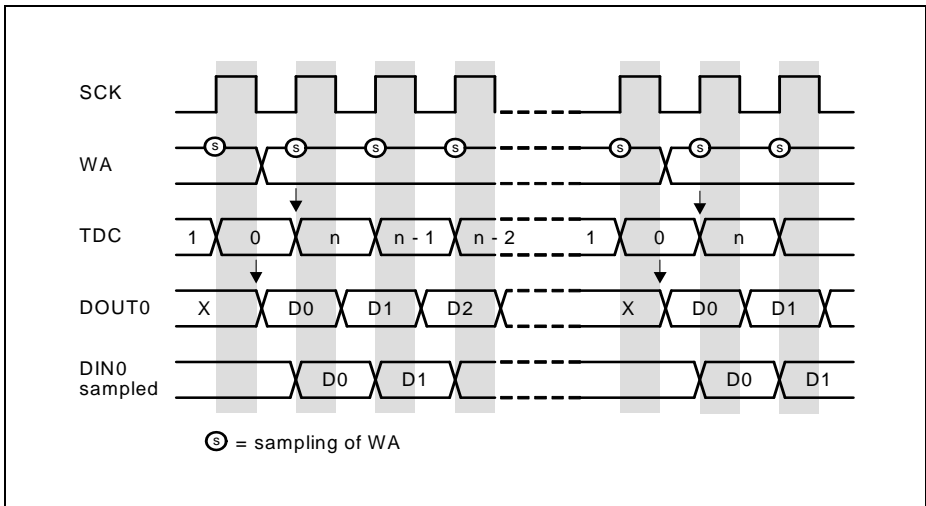 SCK
S S S S S S S
WA
TDC 1 0 n n - 1 n - 2 1 0 n
DOUT0 X D0 D1 D2 X D0 D1
DIN0
sampled D0 D1 D0 D1
S = sampling of WA